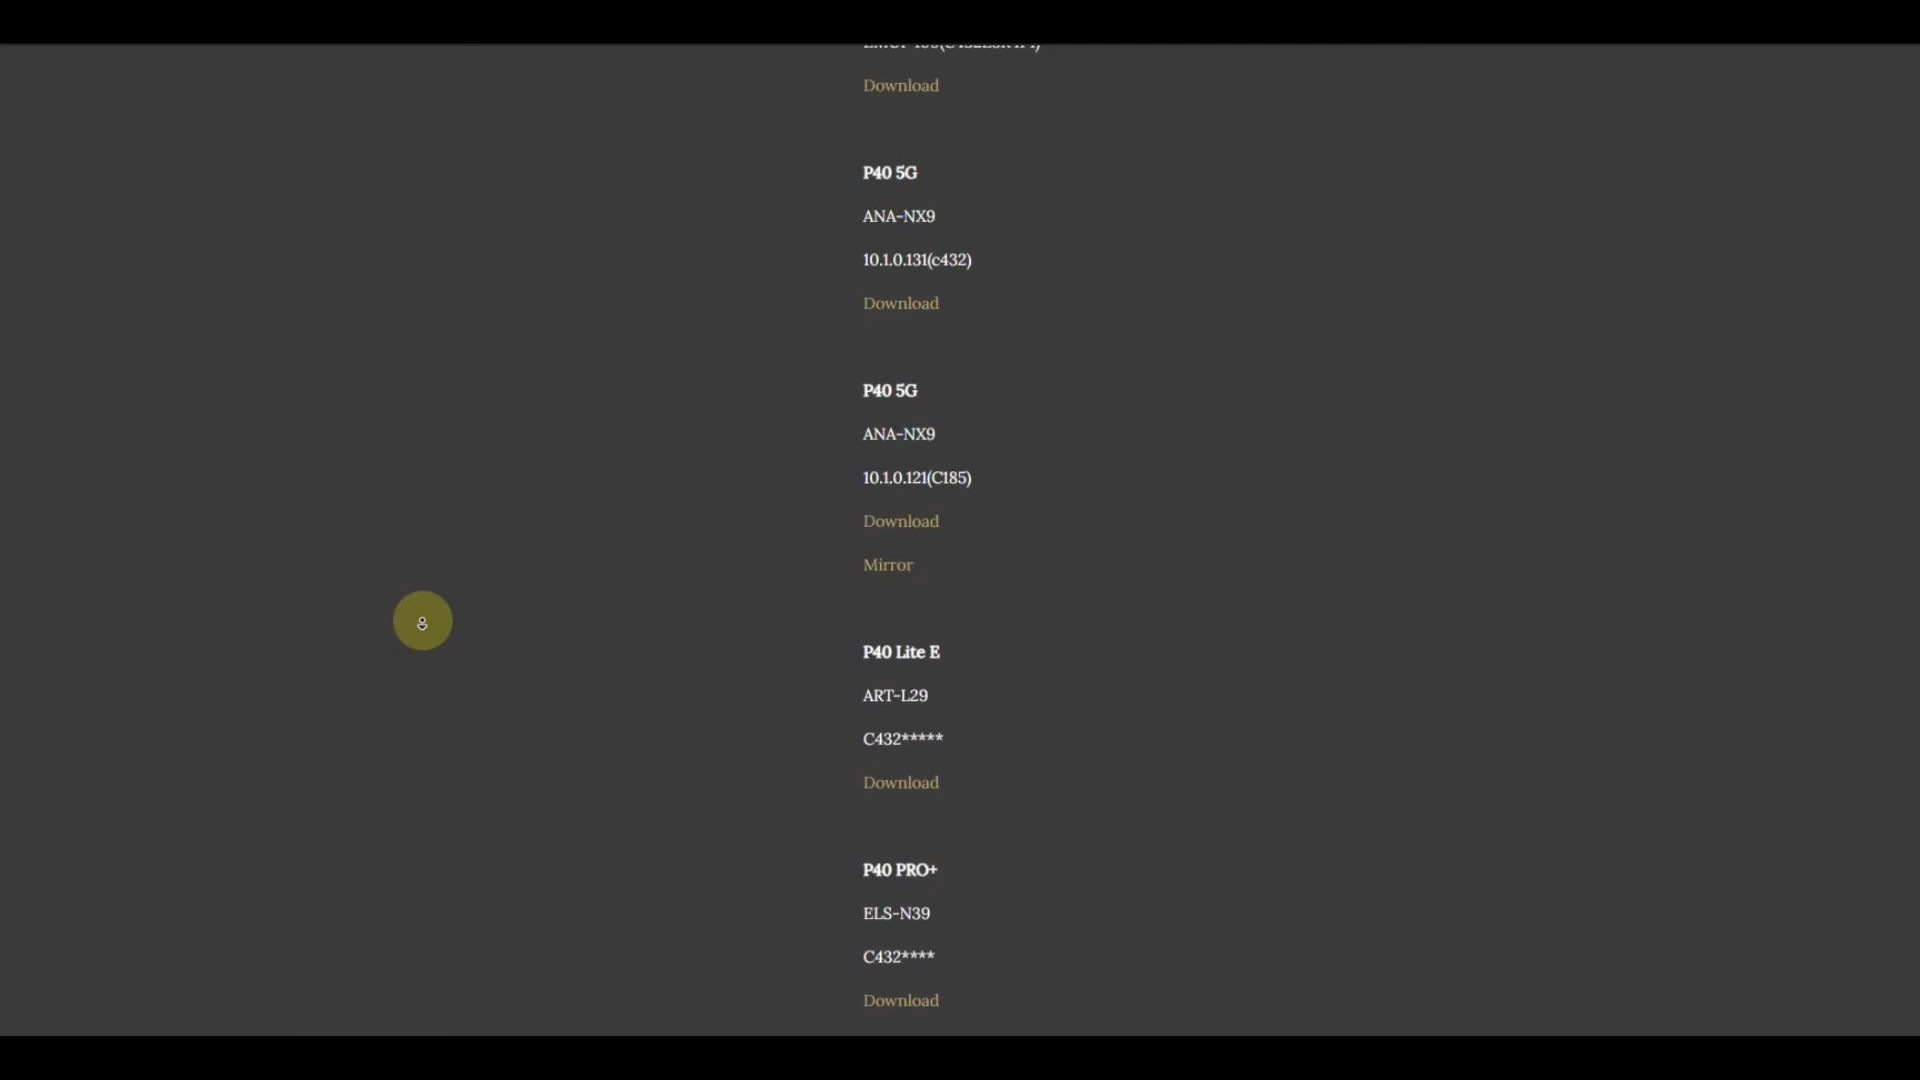 Download
P40 5G
ANA-NX9
10.1.0.131(c432)
Download
P40 5G
ANA-NX9
10.1.0.121(C185)
Download
Mirror
P40 Lite E
ART-L29
C432*****
Download
P40 PRO+
ELS-N39
C432****
Download